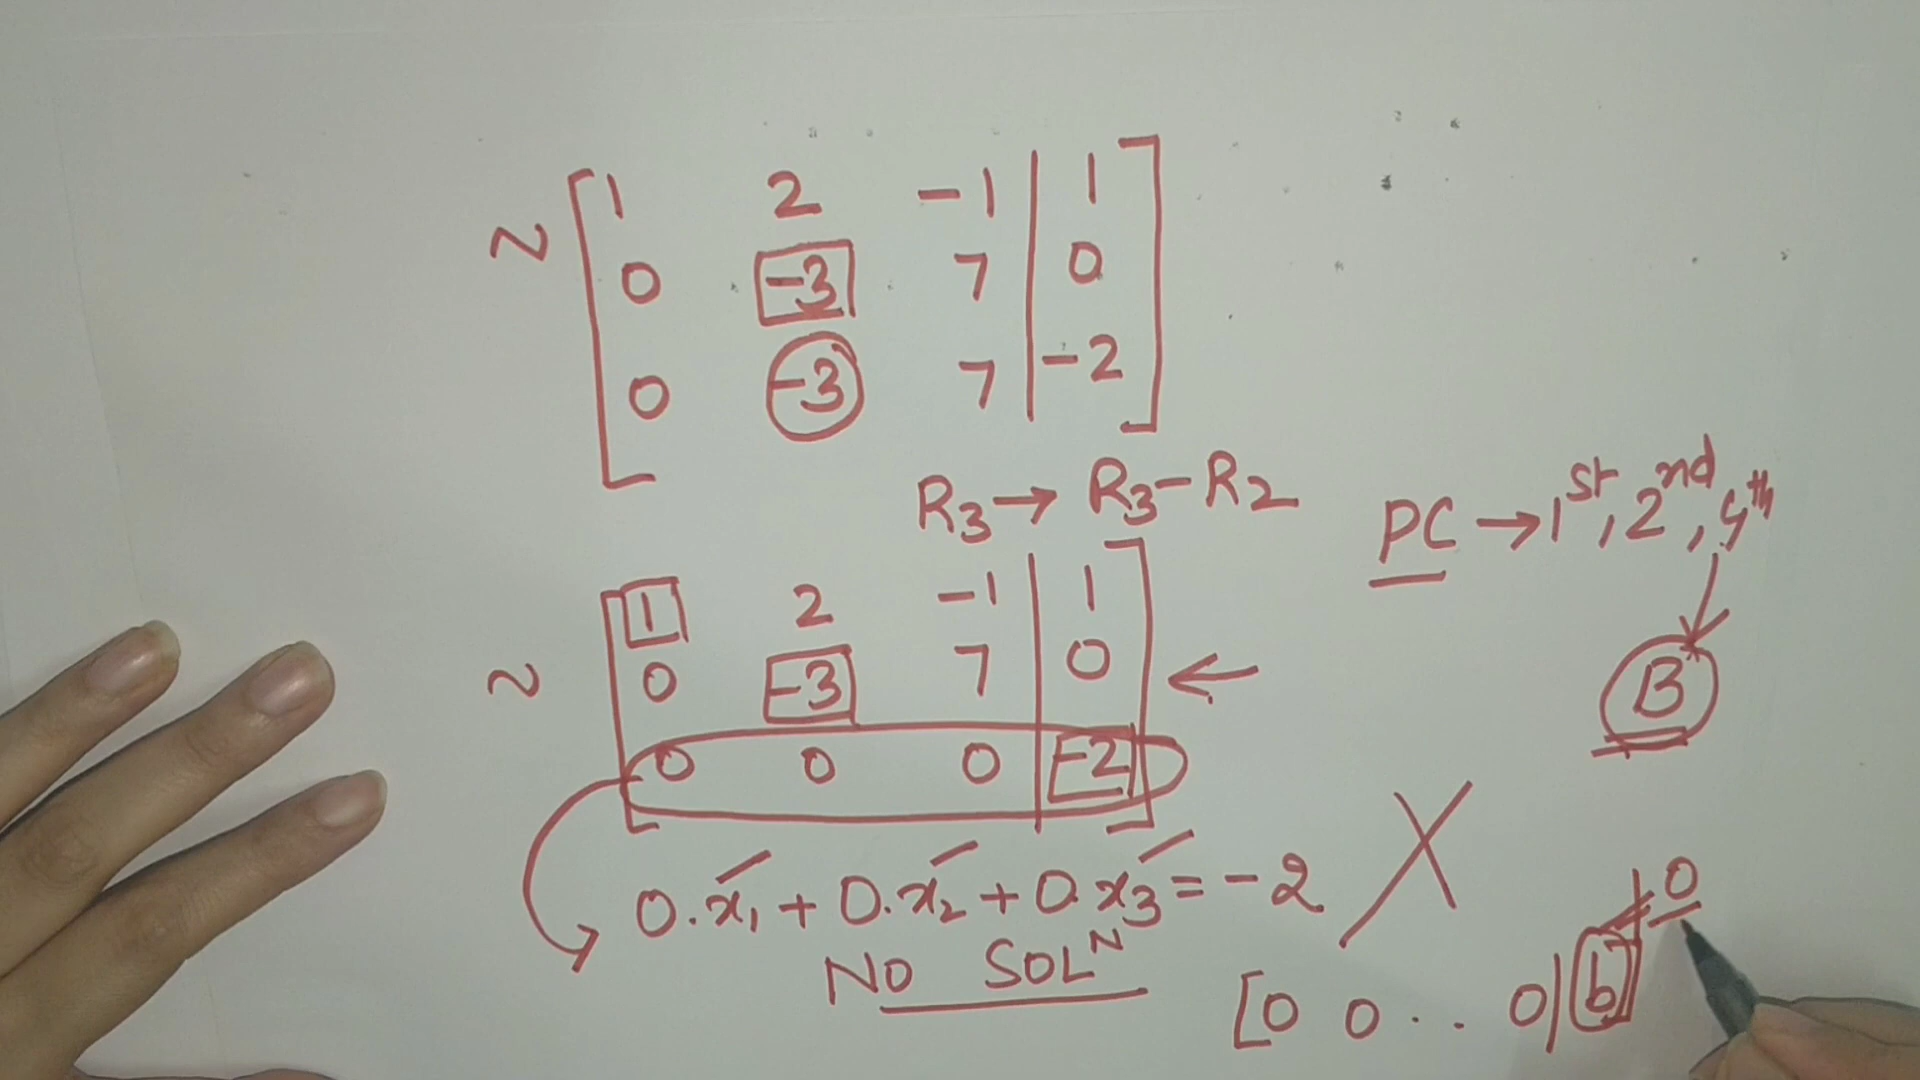 ~ [ 1 2 -1 | 1 ]
0 -3 7 | 0
0 -3 7 | -2
R3 → R3 - R2
PC → 1st, 2nd, 4th
B
~ [ 1 2 -1 | 1 ] ←
0 -3 7 | 0
0 0 0 | -2
0.x1 + 0.x2 + 0.x3 = -2 X
NO SOLN
[0 0 .. 0 | b ≠ 0